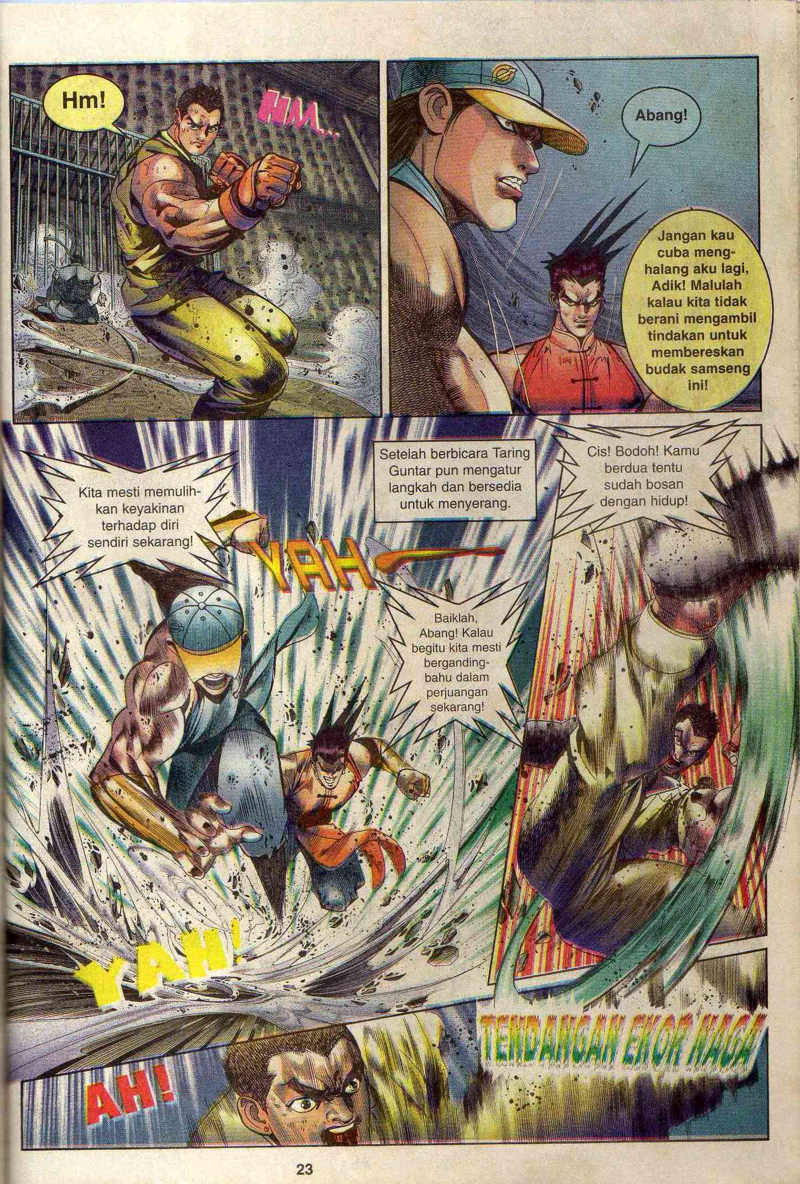 Hm!
HM...
Abang!
Jangan kau
cuba meng-
halang aku lagi,
Adik! Malulah
kalau kita tidak
berani mengambil
tindakan untuk
membereskan
budak samseng
ini!
Kita mesti memulih-
kan keyakinan
terhadap diri
sendiri sekarang!
Setelah berbicara Taring
Guntar pun mengatur
langkah dan bersedia
untuk menyerang.
Cis! Bodoh! Kamu
berdua tentu
sudah bosan
dengan hidup!
YAH
Baiklah,
Abang! Kalau
begitu kita mesti
berganding-
bahu dalam
perjuangan
sekarang!
YAH!
TENDANGAN EKOR NAGA
AH!
23